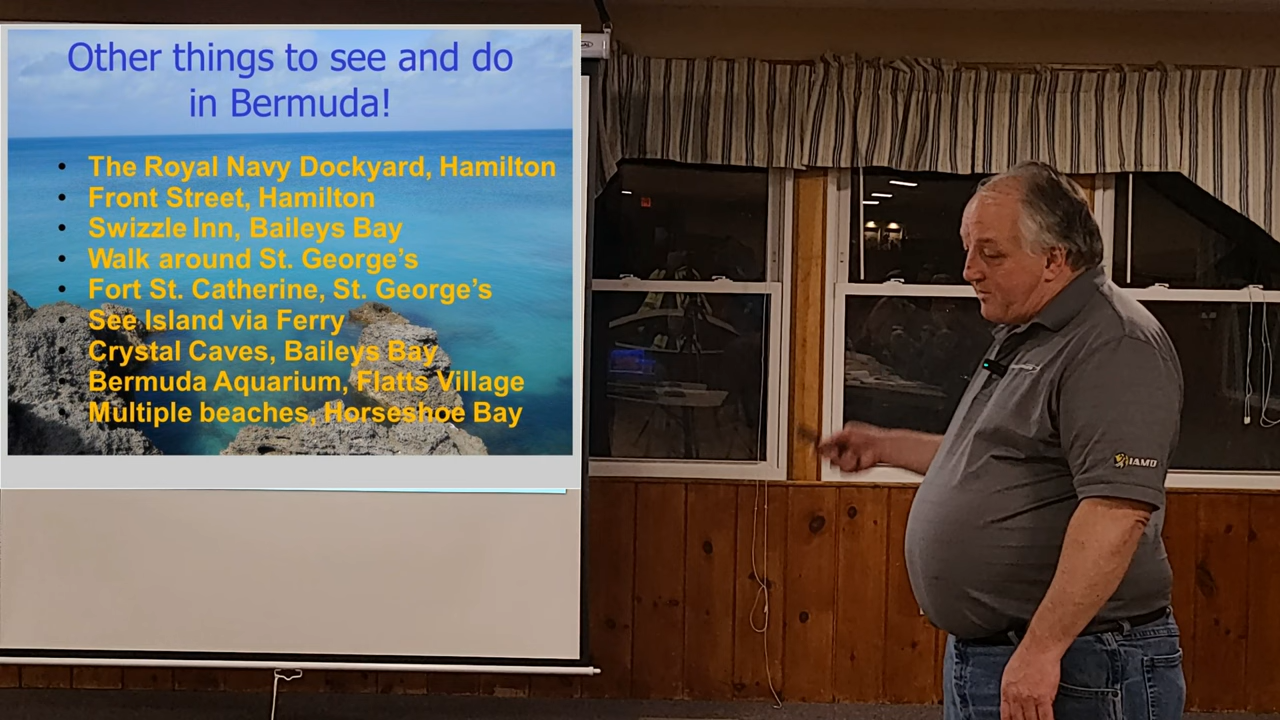 Other things to see and do
in Bermuda!
• The Royal Navy Dockyard, Hamilton
• Front Street, Hamilton
• Swizzle Inn, Baileys Bay
• Walk around St. George’s
• Fort St. Catherine, St. George’s
• See Island via Ferry
• Crystal Caves, Baileys Bay
• Bermuda Aquarium, Flatts Village
• Multiple beaches, Horseshoe Bay
IAMD